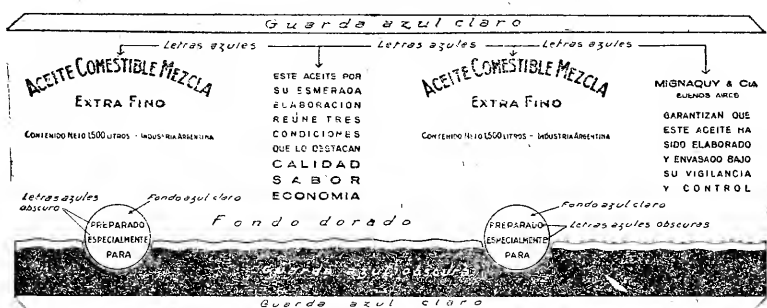 Guarda azul claro
Letras azules
Letras azules
Letras azules
ACEITE COMESTIBLE MEZCLA
EXTRA FINO
CONTENIDO NETO 1,500 LITROS - INDUSTRIA ARGENTINA
ESTE ACEITE POR
SU ESMERADA
ELABORACION
REÚNE TRES
CONDICIONES
QUE LO DESTACAN
CALIDAD
SABOR
ECONOMIA
ACEITE COMESTIBLE MEZCLA
EXTRA FINO
CONTENIDO NETO 1,500 LITROS - INDUSTRIA ARGENTINA
MIGNAQUY & CIA
BUENOS AIRES
GARANTIZAN QUE
ESTE ACEITE HA
SIDO ELABORADO
Y ENVASADO BAJO
SU VIGILANCIA
Y CONTROL
Letras azules
obscuro
Fondo azul claro
PREPARADO
ESPECIALMENTE
PARA
Fondo dorado
Fondo azul claro
Letras azules obscuras
PREPARADO
ESPECIALMENTE
PARA
Guarda azul obscura
Guarda azul claro